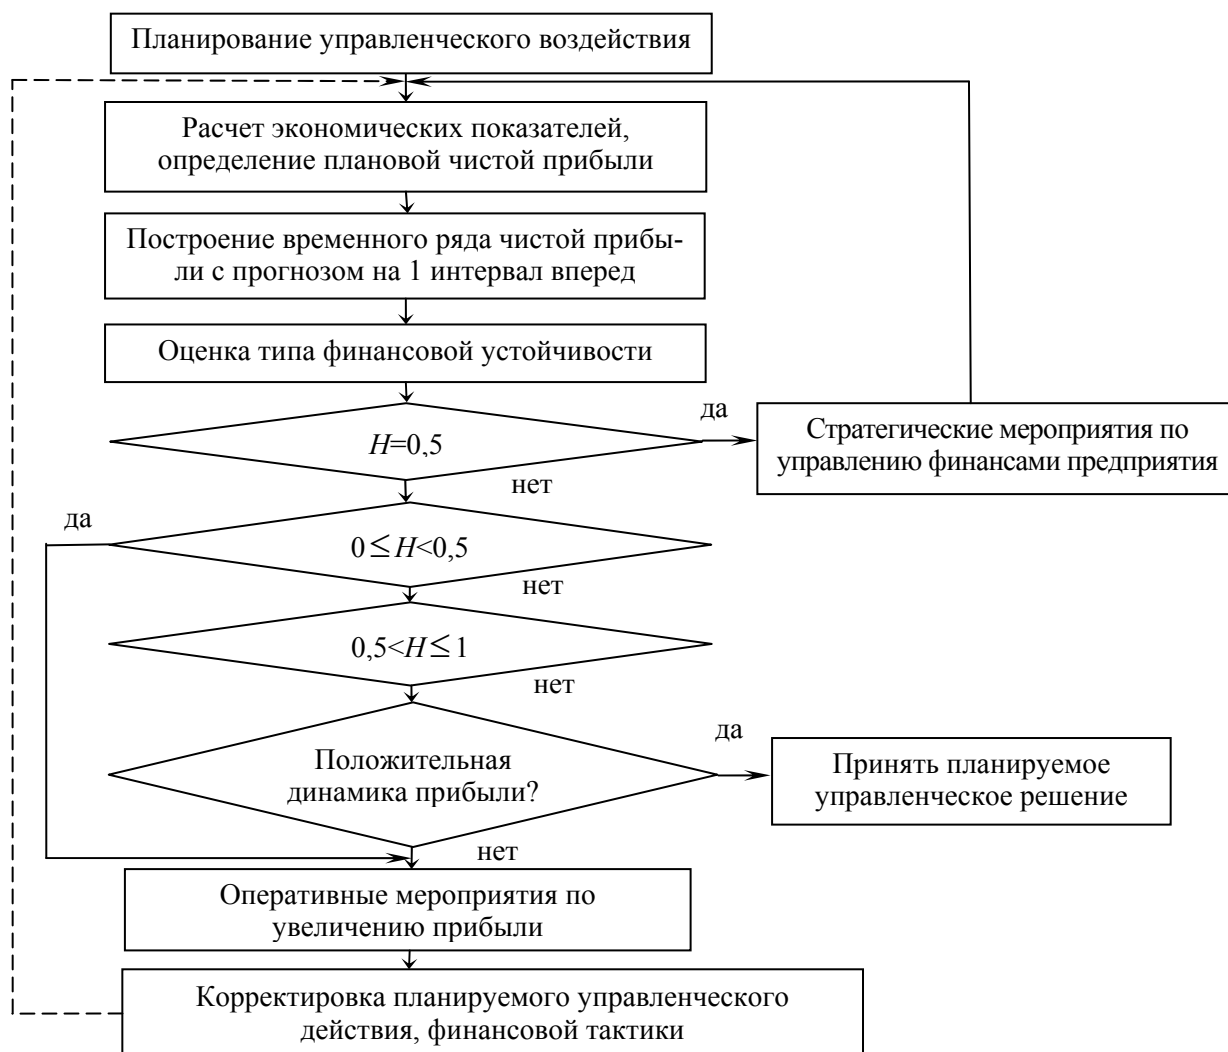 Планирование управленческого воздействия
Расчет экономических показателей,
определение плановой чистой прибыли
Построение временного ряда чистой прибы-
ли с прогнозом на 1 интервал вперед
Оценка типа финансовой устойчивости
H=0,5
да
Стратегические мероприятия по
управлению финансами предприятия
нет
да
0≤H<0,5
нет
0,5<H≤1
нет
Положительная
динамика прибыли?
да
Принять планируемое
управленческое решение
нет
Оперативные мероприятия по
увеличению прибыли
Корректировка планируемого управленческого
действия, финансовой тактики